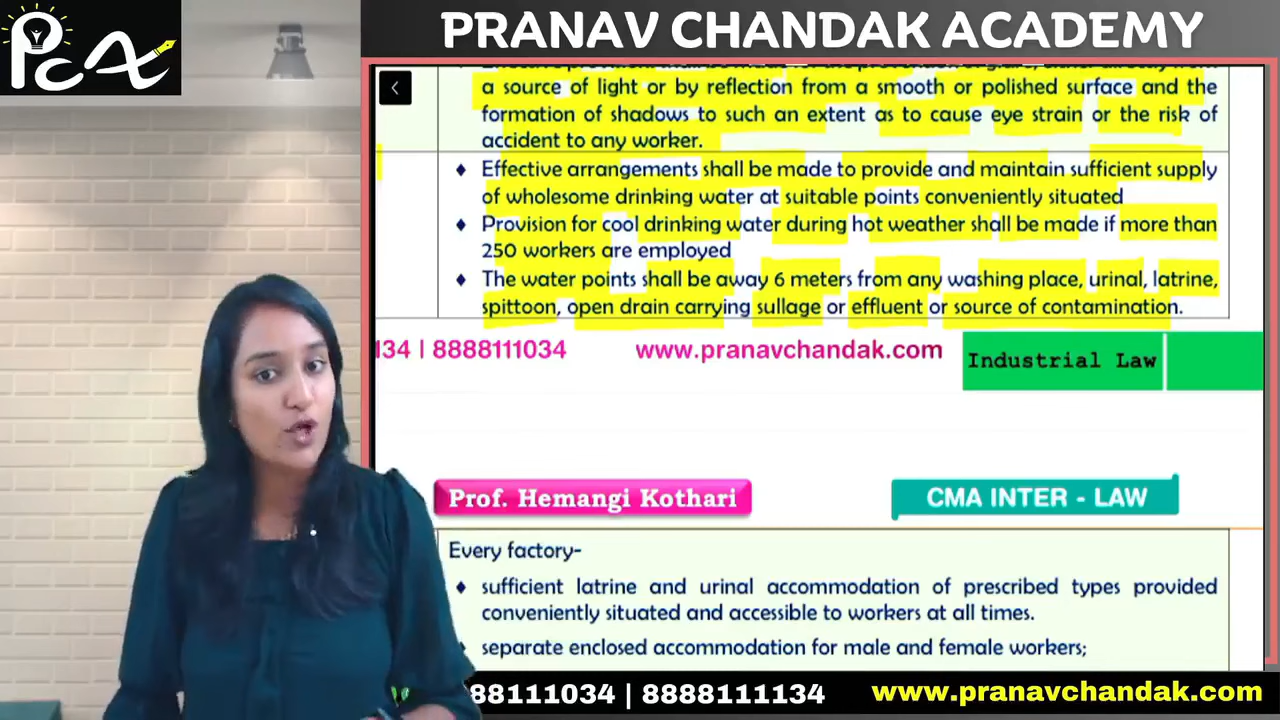 PCA
PRANAV CHANDAK ACADEMY
a source of light or by reflection from a smooth or polished surface and the
formation of shadows to such an extent as to cause eye strain or the risk of
accident to any worker.
♦ Effective arrangements shall be made to provide and maintain sufficient supply
of wholesome drinking water at suitable points conveniently situated
♦ Provision for cool drinking water during hot weather shall be made if more than
250 workers are employed
♦ The water points shall be away 6 meters from any washing place, urinal, latrine,
spittoon, open drain carrying sullage or effluent or source of contamination.
134 | 8888111034
www.pranavchandak.com
Industrial Law
Prof. Hemangi Kothari
CMA INTER - LAW
Every factory-
♦ sufficient latrine and urinal accommodation of prescribed types provided
conveniently situated and accessible to workers at all times.
♦ separate enclosed accommodation for male and female workers;
88111034 | 8888111134
www.pranavchandak.com